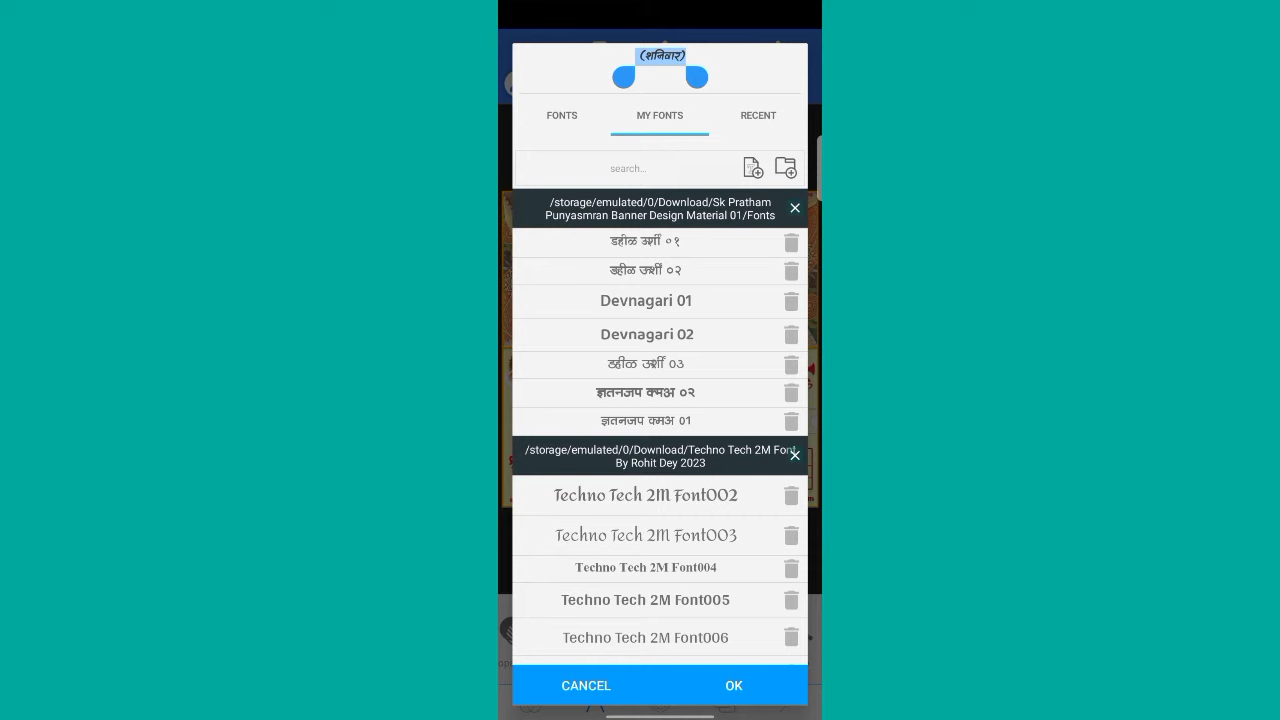 (शनिवार)
FONTS
MY FONTS
RECENT
search...
/storage/emulated/0/Download/Sk Pratham
Punyasmran Banner Design Material 01/Fonts
डहीळ उर्शी ०१
डहीळ उर्शी ०२
Devnagari 01
Devnagari 02
डहीळ उर्शी ०३
ज्ञतनजप क्मअ ०२
ज्ञतनजप क्मअ 01
/storage/emulated/0/Download/Techno Tech 2M Font
By Rohit Dey 2023
Techno Tech 2M Font002
Techno Tech 2M Font003
Techno Tech 2M Font004
Techno Tech 2M Font005
Techno Tech 2M Font006
CANCEL
OK